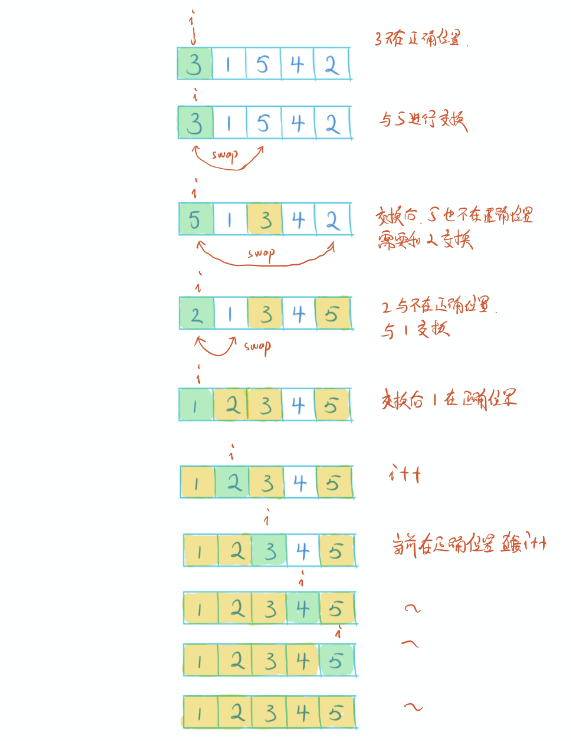 i
3 不在正确位置.
3 1 5 4 2
i
3 1 5 4 2
与5进行交换
swap
i
5 1 3 4 2
交换后, 5也不在正确位置
需要和2交换
swap
i
2 1 3 4 5
2与不在正确位置.
与1交换
swap
i
1 2 3 4 5
交换后1在正确位置
i
1 2 3 4 5
i++
i
1 2 3 4 5
当前在正确位置 直接i++
i
1 2 3 4 5
~
i
1 2 3 4 5
~
1 2 3 4 5
~